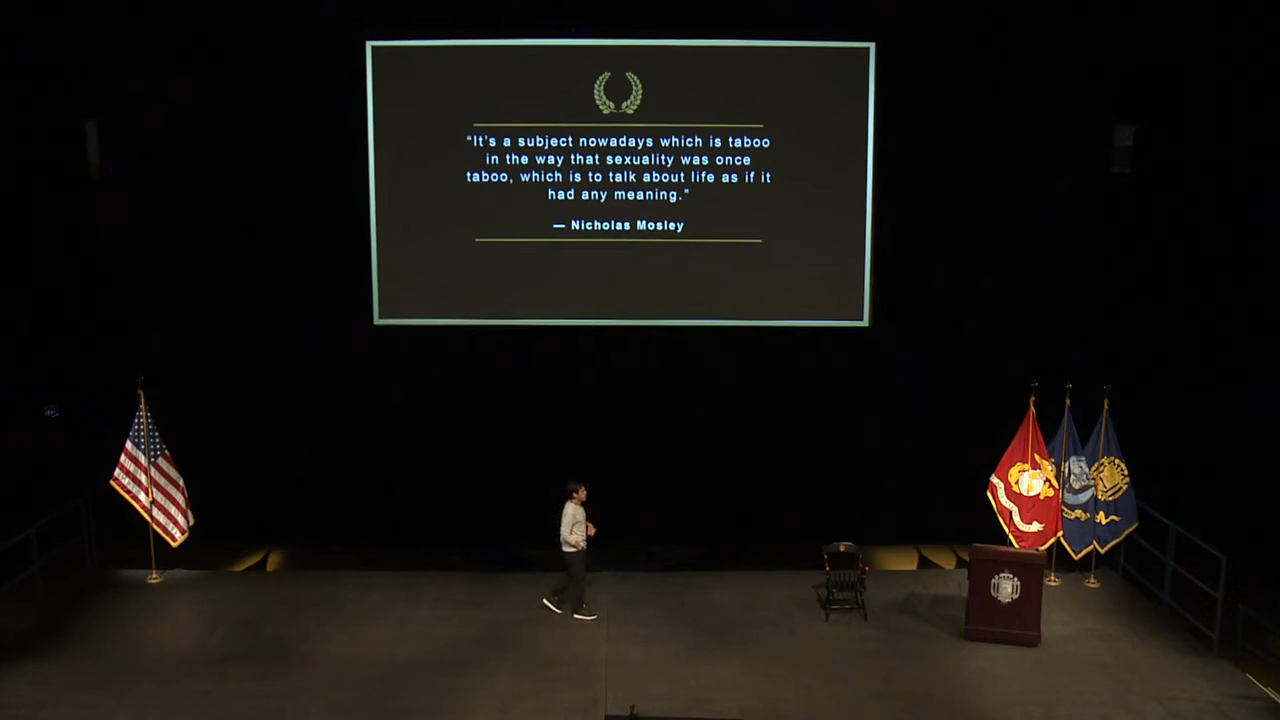 “It’s a subject nowadays which is taboo
in the way that sexuality was once
taboo, which is to talk about life as if it
had any meaning.”
— Nicholas Mosley